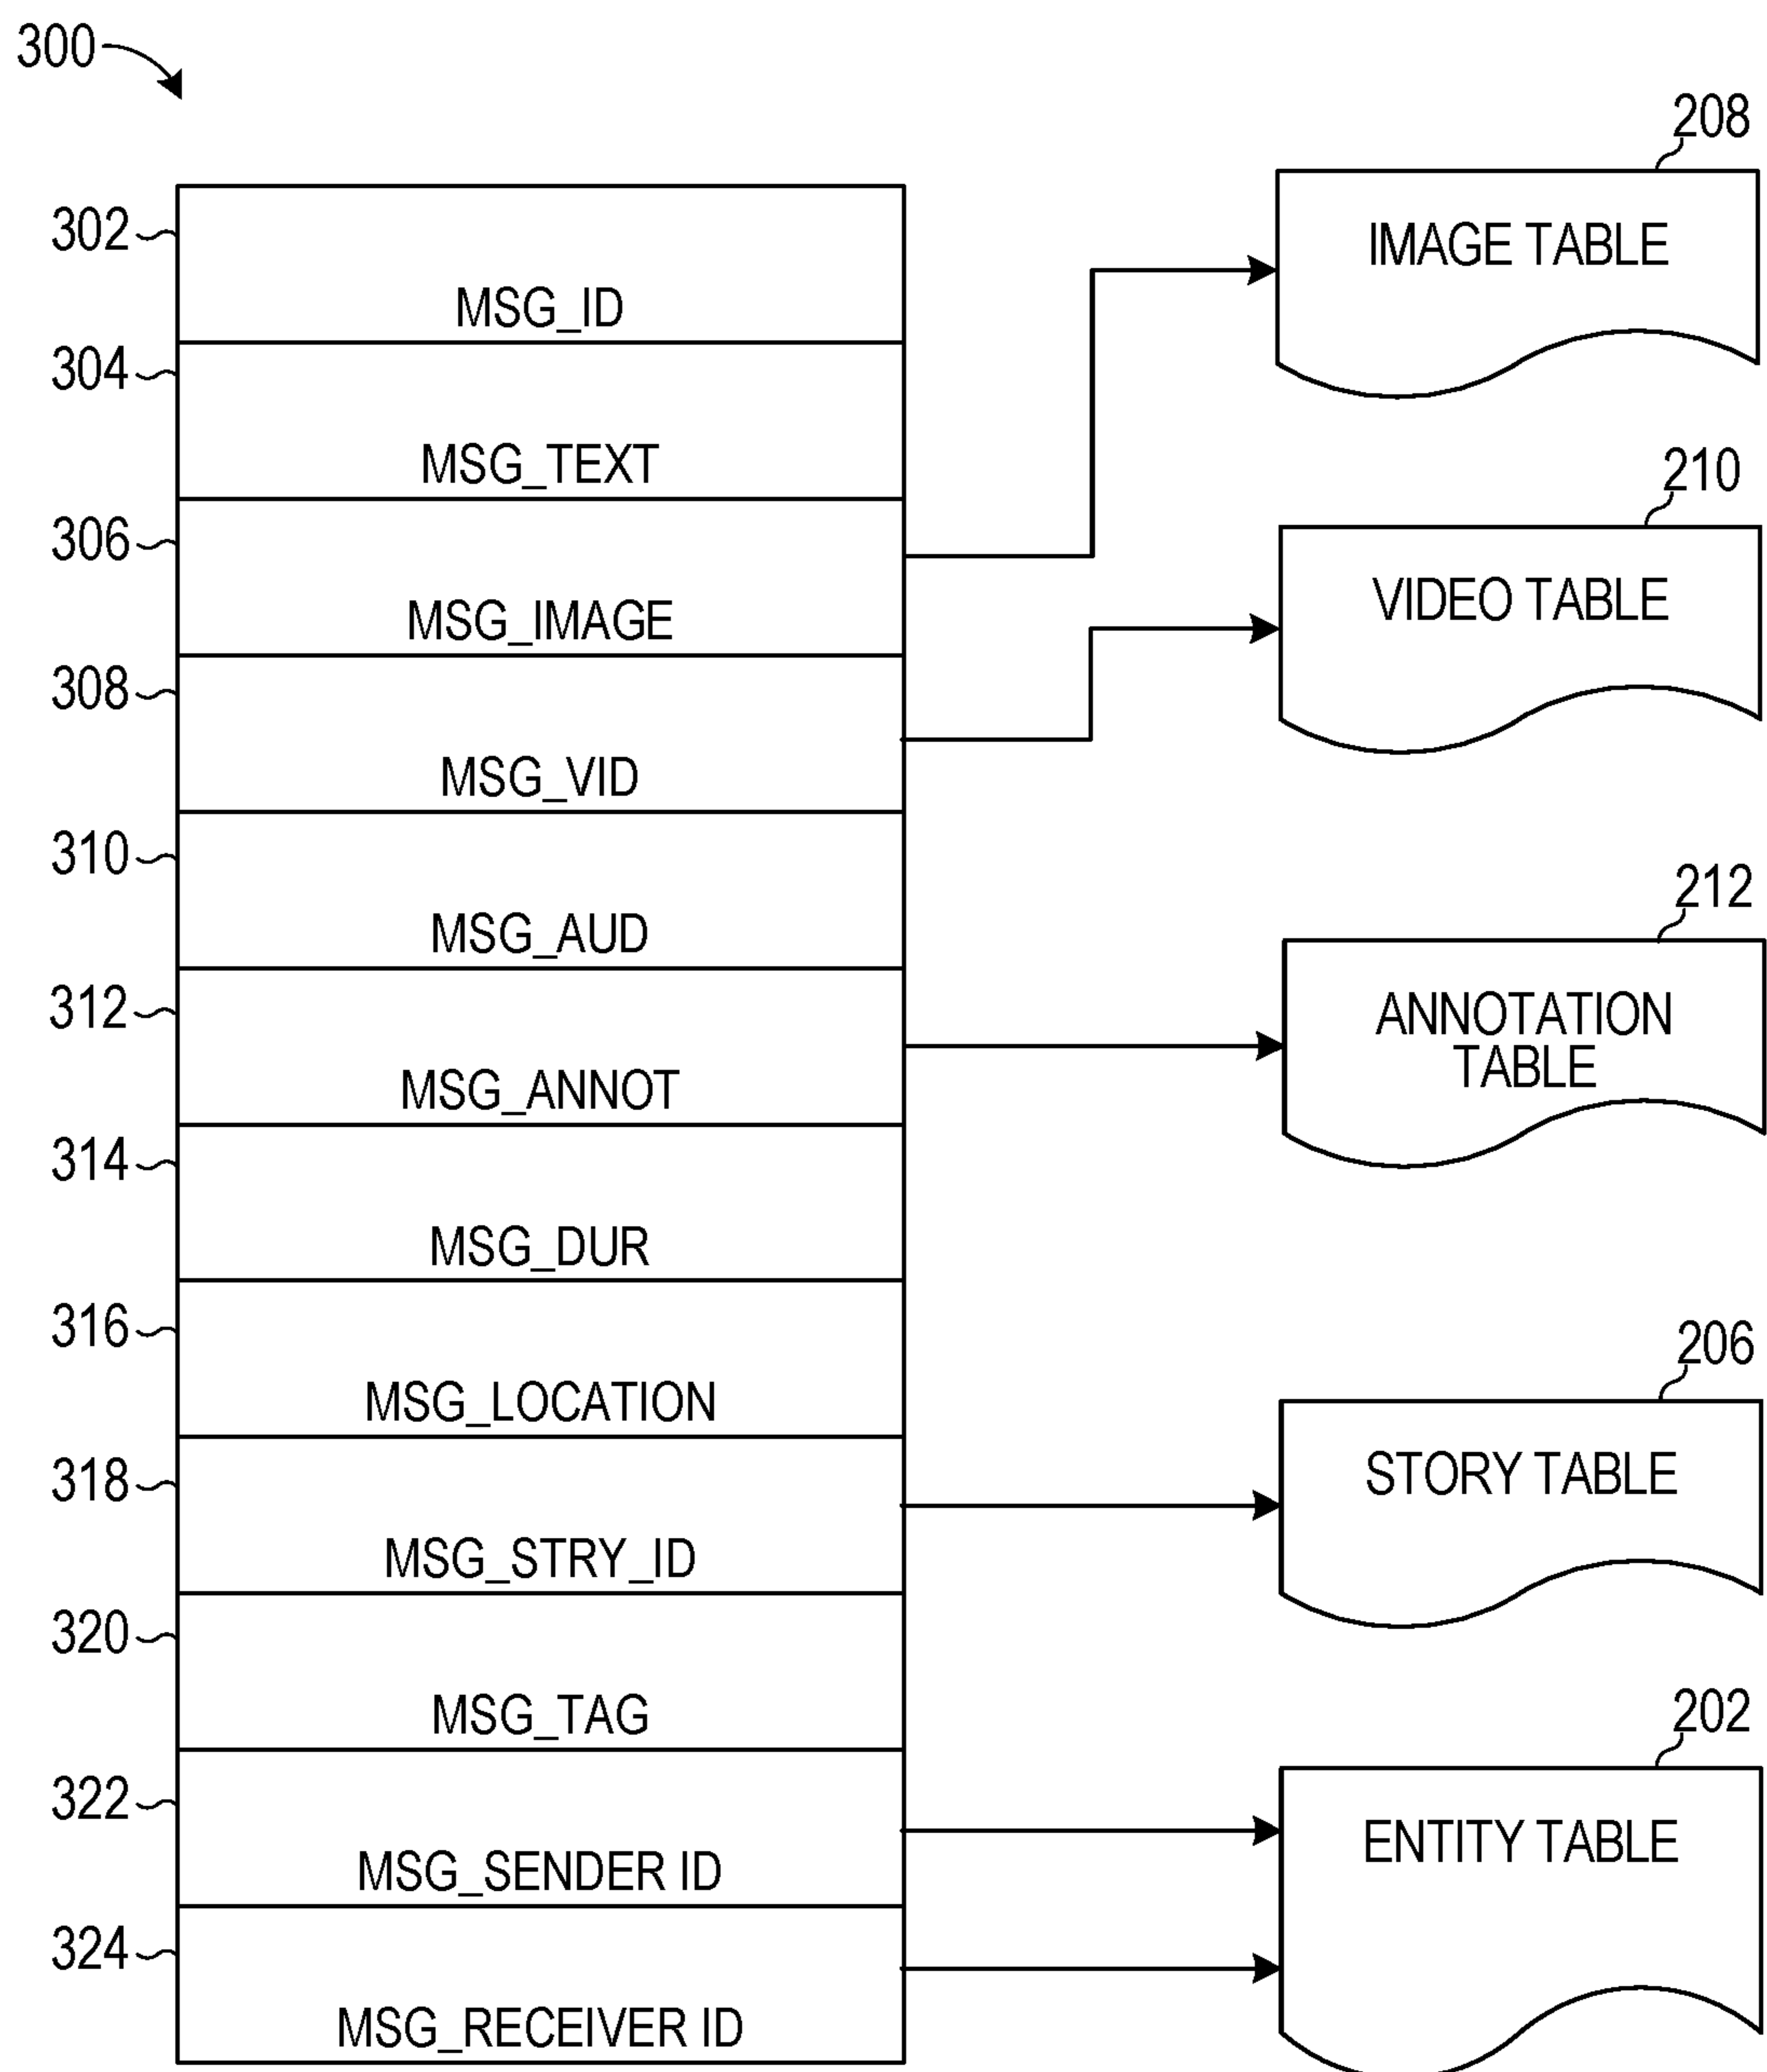 300
302
MSG_ID
304
MSG_TEXT
306
MSG_IMAGE
308
MSG_VID
310
MSG_AUD
312
MSG_ANNOT
314
MSG_DUR
316
MSG_LOCATION
318
MSG_STRY_ID
320
MSG_TAG
322
MSG_SENDER ID
324
MSG_RECEIVER ID
208
IMAGE TABLE
210
VIDEO TABLE
212
ANNOTATION
TABLE
206
STORY TABLE
202
ENTITY TABLE